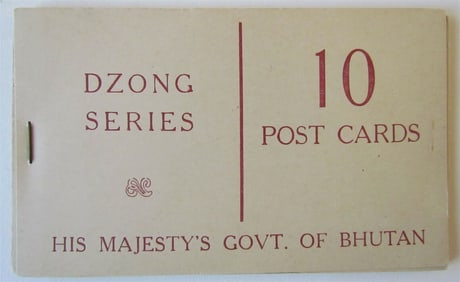 DZONG
SERIES
10
POST CARDS
HIS MAJESTY'S GOVT. OF BHUTAN